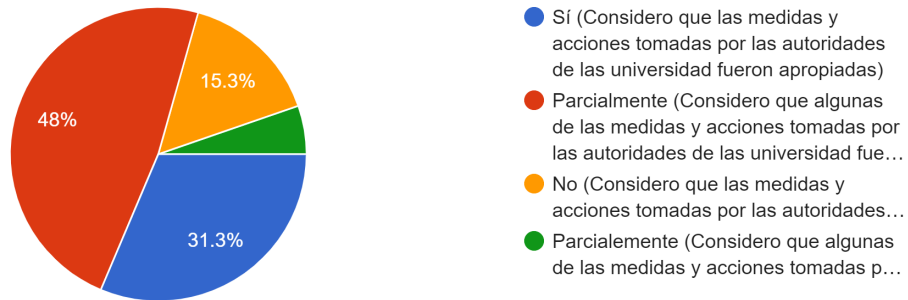 48%
15.3%
31.3%
Sí (Considero que las medidas y
acciones tomadas por las autoridades
de las universidad fueron apropiadas)
Parcialmente (Considero que algunas
de las medidas y acciones tomadas por
las autoridades de las universidad fue…
No (Considero que las medidas y
acciones tomadas por las autoridades…
Parcialemente (Considero que algunas
de las medidas y acciones tomadas p…